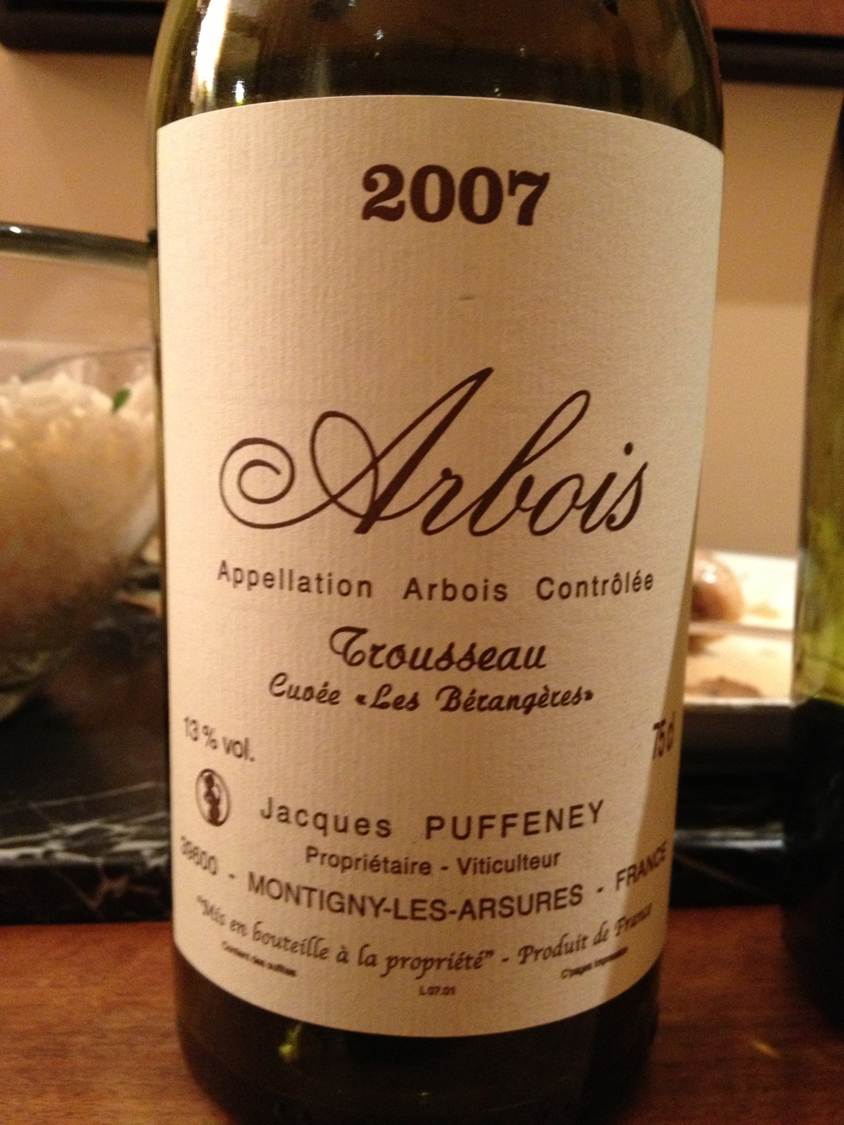 2007
Arbois
Appellation Arbois Contrôlée
Trousseau
Cuvée «Les Bérangères»
13 % vol.
75 cl
Jacques PUFFENEY
Propriétaire - Viticulteur
39600 - MONTIGNY-LES-ARSURES - FRANCE
"Mis en bouteille à la propriété" - Produit de France
Contient des sulfites
L.07.01